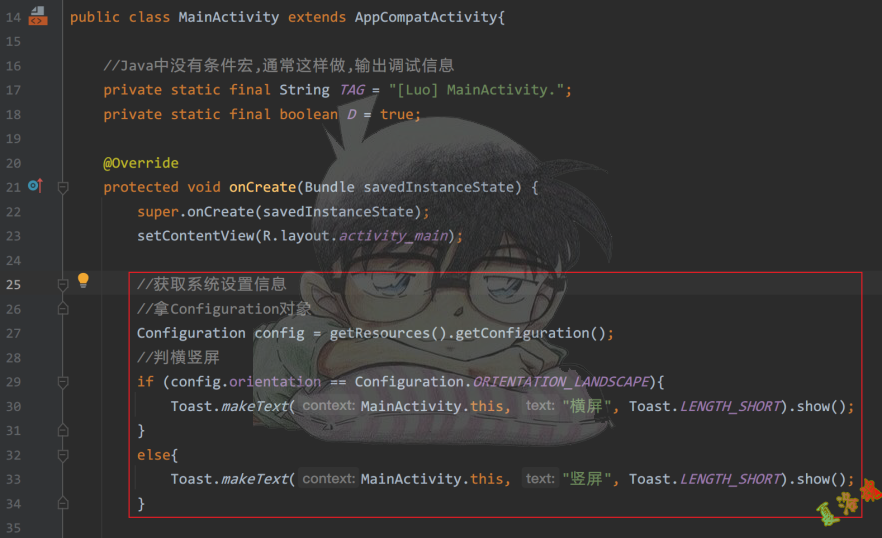 14 public class MainActivity extends AppCompatActivity{
15
16 //Java中没有条件宏,通常这样做,输出调试信息
17 private static final String TAG = "[Luo] MainActivity.";
18 private static final boolean D = true;
19
20 @Override
21 protected void onCreate(Bundle savedInstanceState) {
22 super.onCreate(savedInstanceState);
23 setContentView(R.layout.activity_main);
24
25 //获取系统设置信息
26 //拿Configuration对象
27 Configuration config = getResources().getConfiguration();
28 //判横竖屏
29 if (config.orientation == Configuration.ORIENTATION_LANDSCAPE){
30 Toast.makeText( context: MainActivity.this, text: "横屏", Toast.LENGTH_SHORT).show();
31 }
32 else{
33 Toast.makeText( context: MainActivity.this, text: "竖屏", Toast.LENGTH_SHORT).show();
34 }
35